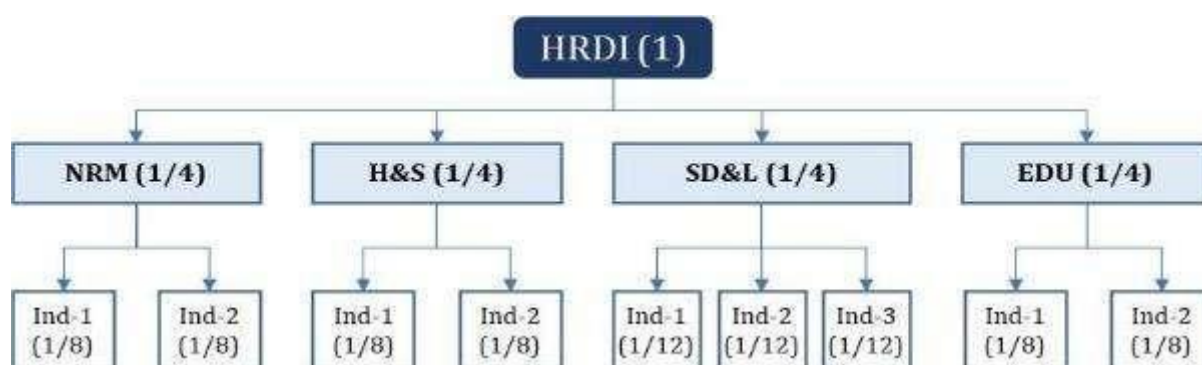 HRDI (1)
NRM (1/4)
H&S (1/4)
SD&L (1/4)
EDU (1/4)
Ind-1
(1/8)
Ind-2
(1/8)
Ind-1
(1/8)
Ind-2
(1/8)
Ind-1
(1/12)
Ind-2
(1/12)
Ind-3
(1/12)
Ind-1
(1/8)
Ind-2
(1/8)